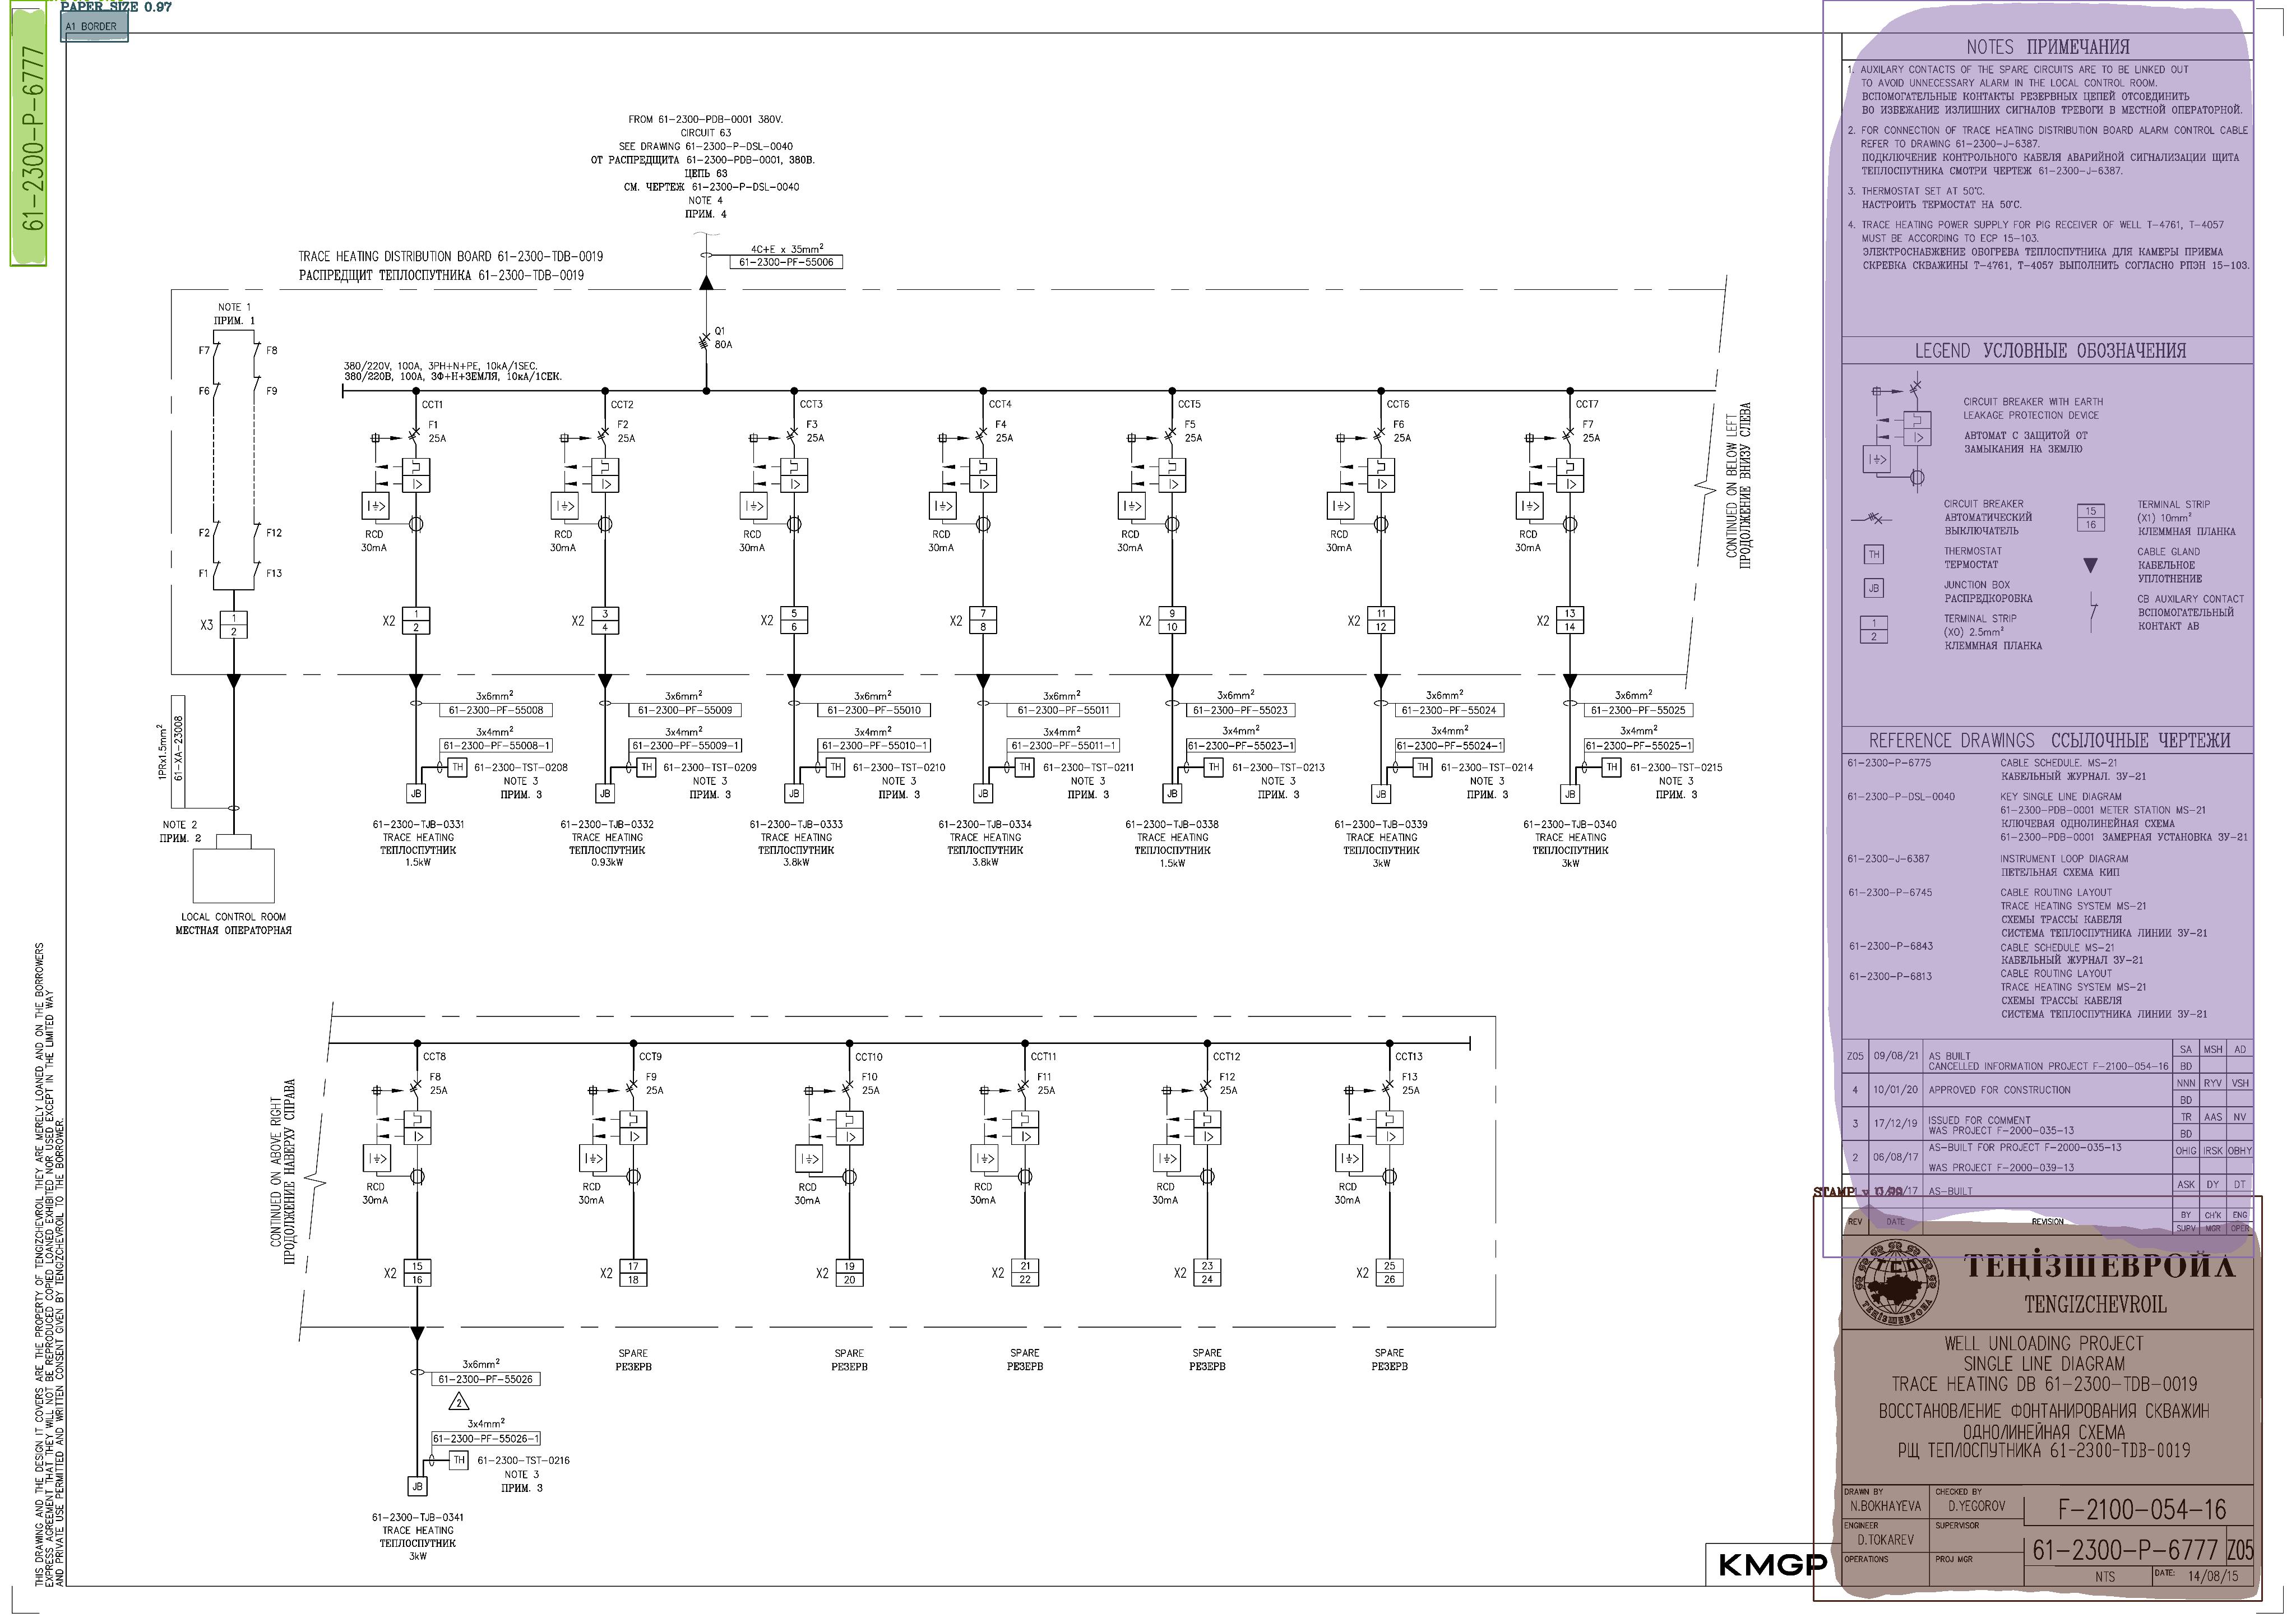 PAPER SIZE 0.97
A1 BORDER
61-2300-P-6777
FROM 61-2300-PDB-0001 380V.
CIRCUIT 63
SEE DRAWING 61-2300-P-DSL-0040
ОТ РАСПРЕДЩИТА 61-2300-PDB-0001, 380В.
ЦЕПЬ 63
СМ. ЧЕРТЕЖ 61-2300-P-DSL-0040
NOTE 4
ПРИМ. 4
4C+E x 35mm²
61-2300-PF-55006
TRACE HEATING DISTRIBUTION BOARD 61-2300-TDB-0019
РАСПРЕДЩИТ ТЕПЛОСПУТНИКА 61-2300-TDB-0019
NOTE 1
ПРИМ. 1
F7 F8
F6 F9
F2 F12
F1 F13
X3 1 2
1PRx1.5mm²
61-XA-23008
NOTE 2
ПРИМ. 2
LOCAL CONTROL ROOM
МЕСТНАЯ ОПЕРАТОРНАЯ
Q1
80A
380/220V, 100A, 3PH+N+PE, 10kA/1SEC.
380/220В, 100А, 3Ф+Н+ЗЕМЛЯ, 10кА/1СЕК.
CCT1 CCT2 CCT3 CCT4 CCT5 CCT6 CCT7
F1 F2 F3 F4 F5 F6 F7
25A 25A 25A 25A 25A 25A 25A
RCD RCD RCD RCD RCD RCD RCD
30mA 30mA 30mA 30mA 30mA 30mA 30mA
X2 1 2 X2 3 4 X2 5 6 X2 7 8 X2 9 10 X2 11 12 X2 13 14
CONTINUED ON BELOW LEFT
ПРОДОЛЖЕНИЕ ВНИЗУ СЛЕВА
3x6mm² 3x6mm² 3x6mm² 3x6mm² 3x6mm² 3x6mm² 3x6mm²
61-2300-PF-55008 61-2300-PF-55009 61-2300-PF-55010 61-2300-PF-55011 61-2300-PF-55023 61-2300-PF-55024 61-2300-PF-55025
3x4mm² 3x4mm² 3x4mm² 3x4mm² 3x4mm² 3x4mm² 3x4mm²
61-2300-PF-55008-1 61-2300-PF-55009-1 61-2300-PF-55010-1 61-2300-PF-55011-1 61-2300-PF-55023-1 61-2300-PF-55024-1 61-2300-PF-55025-1
TH 61-2300-TST-0208 TH 61-2300-TST-0209 TH 61-2300-TST-0210 TH 61-2300-TST-0211 TH 61-2300-TST-0213 TH 61-2300-TST-0214 TH 61-2300-TST-0215
NOTE 3 NOTE 3 NOTE 3 NOTE 3 NOTE 3 NOTE 3 NOTE 3
JB ПРИМ. 3 JB ПРИМ. 3 JB ПРИМ. 3 JB ПРИМ. 3 JB ПРИМ. 3 JB ПРИМ. 3 JB ПРИМ. 3
61-2300-TJB-0331 61-2300-TJB-0332 61-2300-TJB-0333 61-2300-TJB-0334 61-2300-TJB-0338 61-2300-TJB-0339 61-2300-TJB-0340
TRACE HEATING TRACE HEATING TRACE HEATING TRACE HEATING TRACE HEATING TRACE HEATING TRACE HEATING
ТЕПЛОСПУТНИК ТЕПЛОСПУТНИК ТЕПЛОСПУТНИК ТЕПЛОСПУТНИК ТЕПЛОСПУТНИК ТЕПЛОСПУТНИК ТЕПЛОСПУТНИК
1.5kW 0.93kW 3.8kW 3.8kW 1.5kW 3kW 3kW
CONTINUED ON ABOVE RIGHT
ПРОДОЛЖЕНИЕ НАВЕРХУ СПРАВА
CCT8 CCT9 CCT10 CCT11 CCT12 CCT13
F8 F9 F10 F11 F12 F13
25A 25A 25A 25A 25A 25A
RCD RCD RCD RCD RCD RCD
30mA 30mA 30mA 30mA 30mA 30mA
X2 15 16 X2 17 18 X2 19 20 X2 21 22 X2 23 24 X2 25 26
SPARE SPARE SPARE SPARE SPARE
РЕЗЕРВ РЕЗЕРВ РЕЗЕРВ РЕЗЕРВ РЕЗЕРВ
3x6mm²
61-2300-PF-55026
2
3x4mm²
61-2300-PF-55026-1
TH 61-2300-TST-0216
NOTE 3
JB ПРИМ. 3
61-2300-TJB-0341
TRACE HEATING
ТЕПЛОСПУТНИК
3kW
THIS DRAWING AND THE DESIGN IT COVERS ARE THE PROPERTY OF TENGIZCHEVROIL THEY ARE MERELY LOANED AND ON THE BORROWERS
EXPRESS AGREEMENT THAT THEY WILL NOT BE REPRODUCED COPIED LOANED EXHIBITED NOR USED EXCEPT IN THE LIMITED WAY
AND PRIVATE USE PERMITTED AND WRITTEN CONSENT GIVEN BY TENGIZCHEVROIL TO THE BORROWER.
KMGP
NOTES ПРИМЕЧАНИЯ
1. AUXILARY CONTACTS OF THE SPARE CIRCUITS ARE TO BE LINKED OUT
TO AVOID UNNECESSARY ALARM IN THE LOCAL CONTROL ROOM.
ВСПОМОГАТЕЛЬНЫЕ КОНТАКТЫ РЕЗЕРВНЫХ ЦЕПЕЙ ОТСОЕДИНИТЬ
ВО ИЗБЕЖАНИЕ ИЗЛИШНИХ СИГНАЛОВ ТРЕВОГИ В МЕСТНОЙ ОПЕРАТОРНОЙ.
2. FOR CONNECTION OF TRACE HEATING DISTRIBUTION BOARD ALARM CONTROL CABLE
REFER TO DRAWING 61-2300-J-6387.
ПОДКЛЮЧЕНИЕ КОНТРОЛЬНОГО КАБЕЛЯ АВАРИЙНОЙ СИГНАЛИЗАЦИИ ЩИТА
ТЕПЛОСПУТНИКА СМОТРИ ЧЕРТЕЖ 61-2300-J-6387.
3. THERMOSTAT SET AT 50°C.
НАСТРОИТЬ ТЕРМОСТАТ НА 50°C.
4. TRACE HEATING POWER SUPPLY FOR PIG RECEIVER OF WELL T-4761, T-4057
MUST BE ACCORDING TO ECP 15-103.
ЭЛЕКТРОСНАБЖЕНИЕ ОБОГРЕВА ТЕПЛОСПУТНИКА ДЛЯ КАМЕРЫ ПРИЕМА
СКРЕБКА СКВАЖИНЫ Т-4761, Т-4057 ВЫПОЛНИТЬ СОГЛАСНО РПЭН 15-103.
LEGEND УСЛОВНЫЕ ОБОЗНАЧЕНИЯ
CIRCUIT BREAKER WITH EARTH
LEAKAGE PROTECTION DEVICE
АВТОМАТ С ЗАЩИТОЙ ОТ
ЗАМЫКАНИЯ НА ЗЕМЛЮ
CIRCUIT BREAKER
АВТОМАТИЧЕСКИЙ
ВЫКЛЮЧАТЕЛЬ
TH THERMOSTAT
ТЕРМОСТАТ
JB JUNCTION BOX
РАСПРЕДКОРОБКА
1 2 TERMINAL STRIP
(XO) 2.5mm²
КЛЕММНАЯ ПЛАНКА
15 16 TERMINAL STRIP
(X1) 10mm²
КЛЕММНАЯ ПЛАНКА
CABLE GLAND
КАБЕЛЬНОЕ
УПЛОТНЕНИЕ
CB AUXILARY CONTACT
ВСПОМОГАТЕЛЬНЫЙ
КОНТАКТ АВ
REFERENCE DRAWINGS ССЫЛОЧНЫЕ ЧЕРТЕЖИ
61-2300-P-6775 CABLE SCHEDULE. MS-21
КАБЕЛЬНЫЙ ЖУРНАЛ. ЗУ-21
61-2300-P-DSL-0040 KEY SINGLE LINE DIAGRAM
61-2300-PDB-0001 METER STATION MS-21
КЛЮЧЕВАЯ ОДНОЛИНЕЙНАЯ СХЕМА
61-2300-PDB-0001 ЗАМЕРНАЯ УСТАНОВКА ЗУ-21
61-2300-J-6387 INSTRUMENT LOOP DIAGRAM
ПЕТЕЛЬНАЯ СХЕМА КИП
61-2300-P-6745 CABLE ROUTING LAYOUT
TRACE HEATING SYSTEM MS-21
СХЕМЫ ТРАССЫ КАБЕЛЯ
СИСТЕМА ТЕПЛОСПУТНИКА ЛИНИИ ЗУ-21
61-2300-P-6843 CABLE SCHEDULE MS-21
КАБЕЛЬНЫЙ ЖУРНАЛ ЗУ-21
61-2300-P-6813 CABLE ROUTING LAYOUT
TRACE HEATING SYSTEM MS-21
СХЕМЫ ТРАССЫ КАБЕЛЯ
СИСТЕМА ТЕПЛОСПУТНИКА ЛИНИИ ЗУ-21
Z05 09/08/21 AS BUILT SA MSH AD
CANCELLED INFORMATION PROJECT F-2100-054-16 BD
4 10/01/20 APPROVED FOR CONSTRUCTION NNN RYV VSH
BD
3 17/12/19 ISSUED FOR COMMENT TR AAS NV
WAS PROJECT F-2000-035-13 BD
2 06/08/17 AS-BUILT FOR PROJECT F-2000-035-13 OHIG IRSK OBHY
WAS PROJECT F-2000-039-13
AS-BUILT ASK DY DT
REV DATE REVISION BY CH'K ENG
SUPV MGR OPER
ТЕҢІЗШЕВРОЙЛ
TENGIZCHEVROIL
WELL UNLOADING PROJECT
SINGLE LINE DIAGRAM
TRACE HEATING DB 61-2300-TDB-0019
ВОССТАНОВЛЕНИЕ ФОНТАНИРОВАНИЯ СКВАЖИН
ОДНОЛИНЕЙНАЯ СХЕМА
РЩ ТЕПЛОСПУТНИКА 61-2300-TDB-0019
DRAWN BY CHECKED BY
N.BOKHAYEVA D.YEGOROV F-2100-054-16
ENGINEER SUPERVISOR
D.TOKAREV 61-2300-P-6777 Z05
OPERATIONS PROJ MGR
NTS DATE: 14/08/15